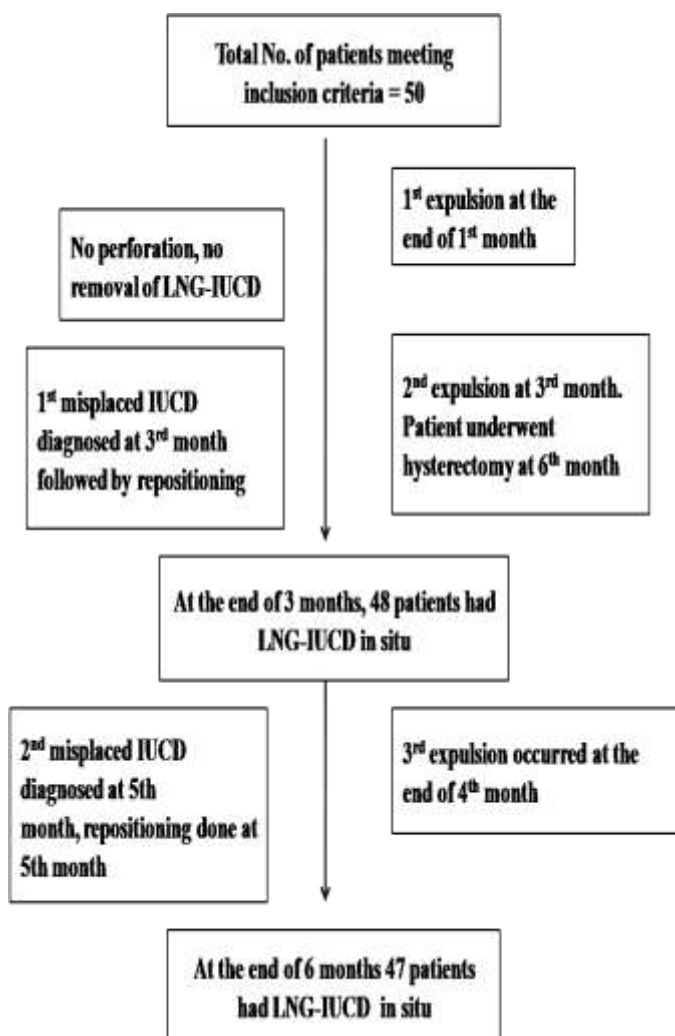 Total No. of patients meeting
inclusion criteria = 50
1st expulsion at the
end of 1st month
No perforation, no
removal of LNG-IUCD
1st misplaced IUCD
diagnosed at 3rd month
followed by repositioning
2nd expulsion at 3rd month.
Patient underwent
hysterectomy at 6th month
At the end of 3 months, 48 patients had
LNG-IUCD in situ
2nd misplaced IUCD
diagnosed at 5th
month, repositioning done at
5th month
3rd expulsion occurred at the
end of 4th month
At the end of 6 months 47 patients
had LNG-IUCD in situ